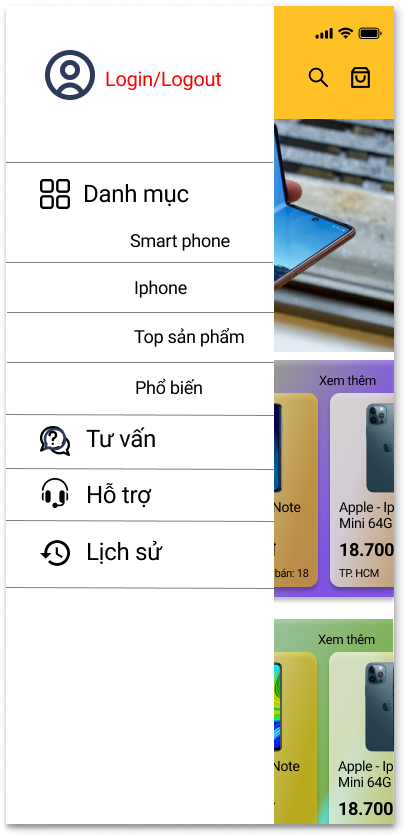 Login/Logout
Danh mục
Smart phone
Iphone
Top sản phẩm
Phổ biến
Tư vấn
Hỗ trợ
Lịch sử
Xem thêm
Note
bán: 18
Apple - Ip
Mini 64G
18.700
TP. HCM
Xem thêm
Note
Apple - Ip
Mini 64G
18.700